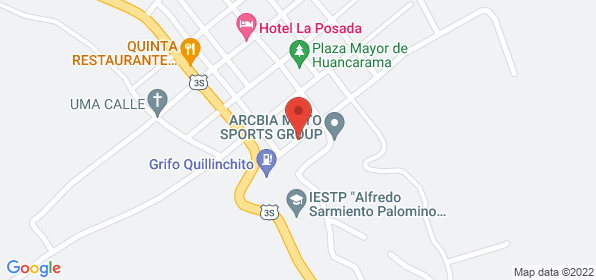 Hotel La Posada
QUINTA
RESTAURANTE...
Plaza Mayor de
Huancarama
3S
UMA CALLE
ARCBIA MOTO
SPORTS GROUP
Grifo Quillinchito
IESTP "Alfredo
Sarmiento Palomino...
3S
Google
Map data ©2022